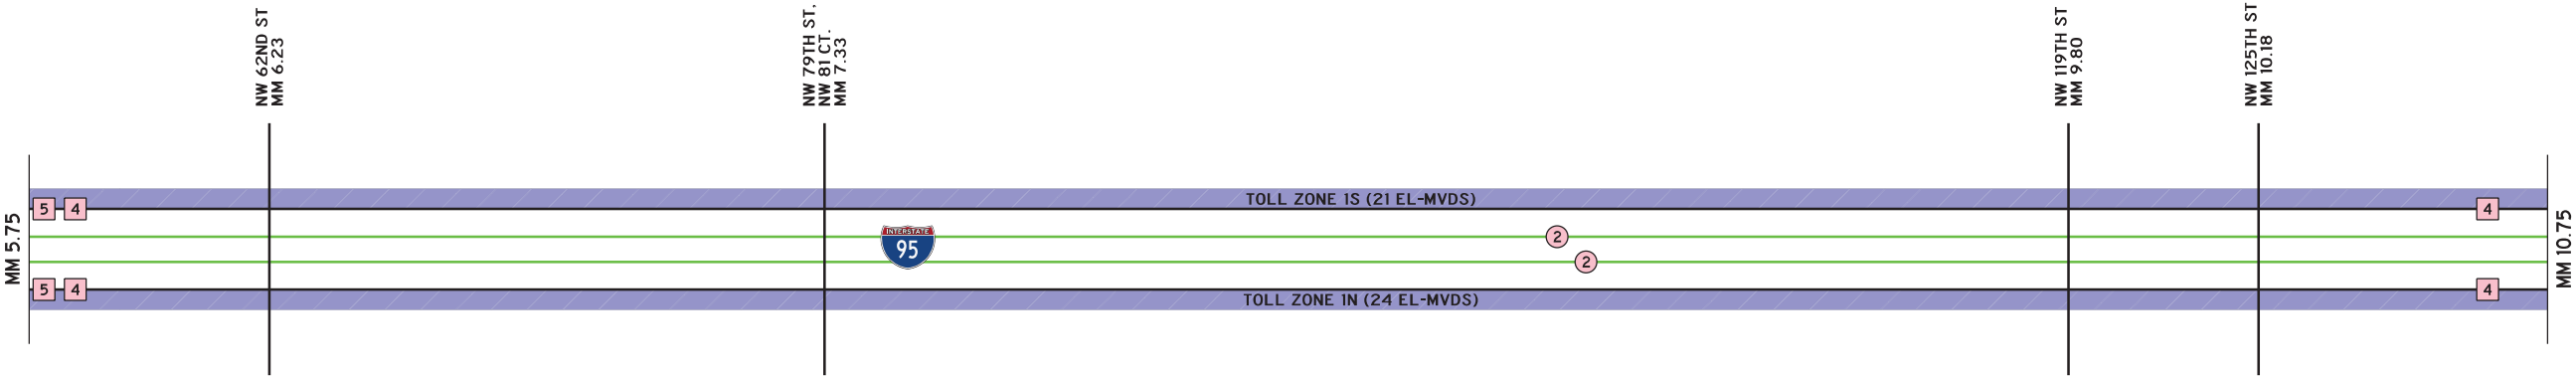 NW 62ND ST
MM 6.23
NW 79TH ST,
NW 81 CT.
MM 7.33
NW 119TH ST
MM 9.80
NW 125TH ST
MM 10.18
MM 5.75
TOLL ZONE 1S (21 EL-MVDS)
5 4
4
2
INTERSTATE
95
2
5 4
4
TOLL ZONE 1N (24 EL-MVDS)
MM 10.75